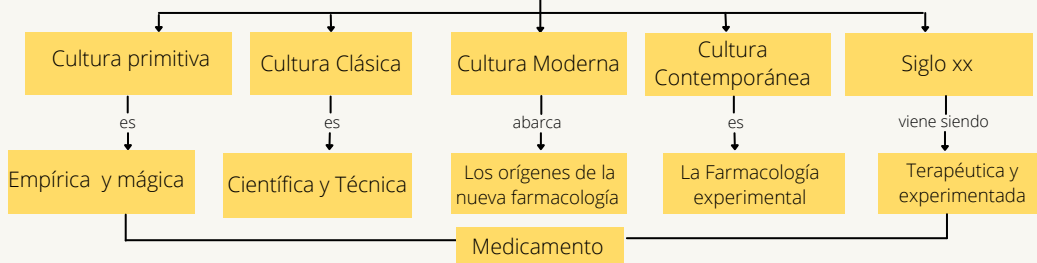 Cultura primitiva
Cultura Clásica
Cultura Moderna
Cultura
Contemporánea
Siglo xx
es
es
abarca
es
viene siendo
Empírica y mágica
Científica y Técnica
Los orígenes de la
nueva farmacología
La Farmacología
experimental
Terapéutica y
experimentada
Medicamento